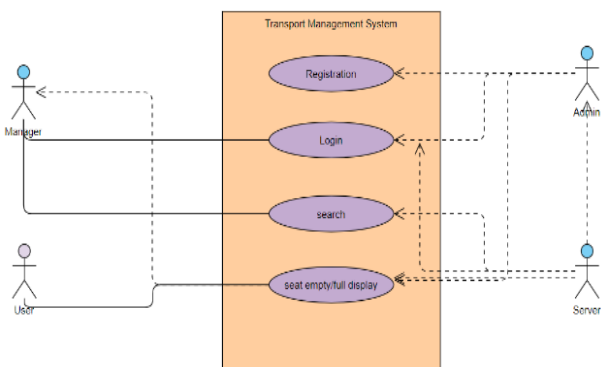 Transport Management System
Registration
Manager
Admin
Login
search
User
seat empty/full display
Server